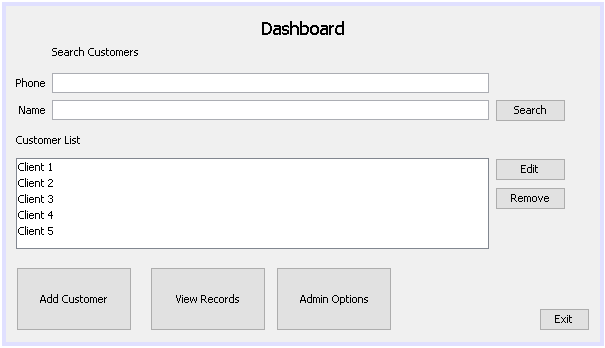 Dashboard
Search Customers
Phone
Name
Search
Customer List
Client 1
Client 2
Client 3
Client 4
Client 5
Edit
Remove
Add Customer
View Records
Admin Options
Exit